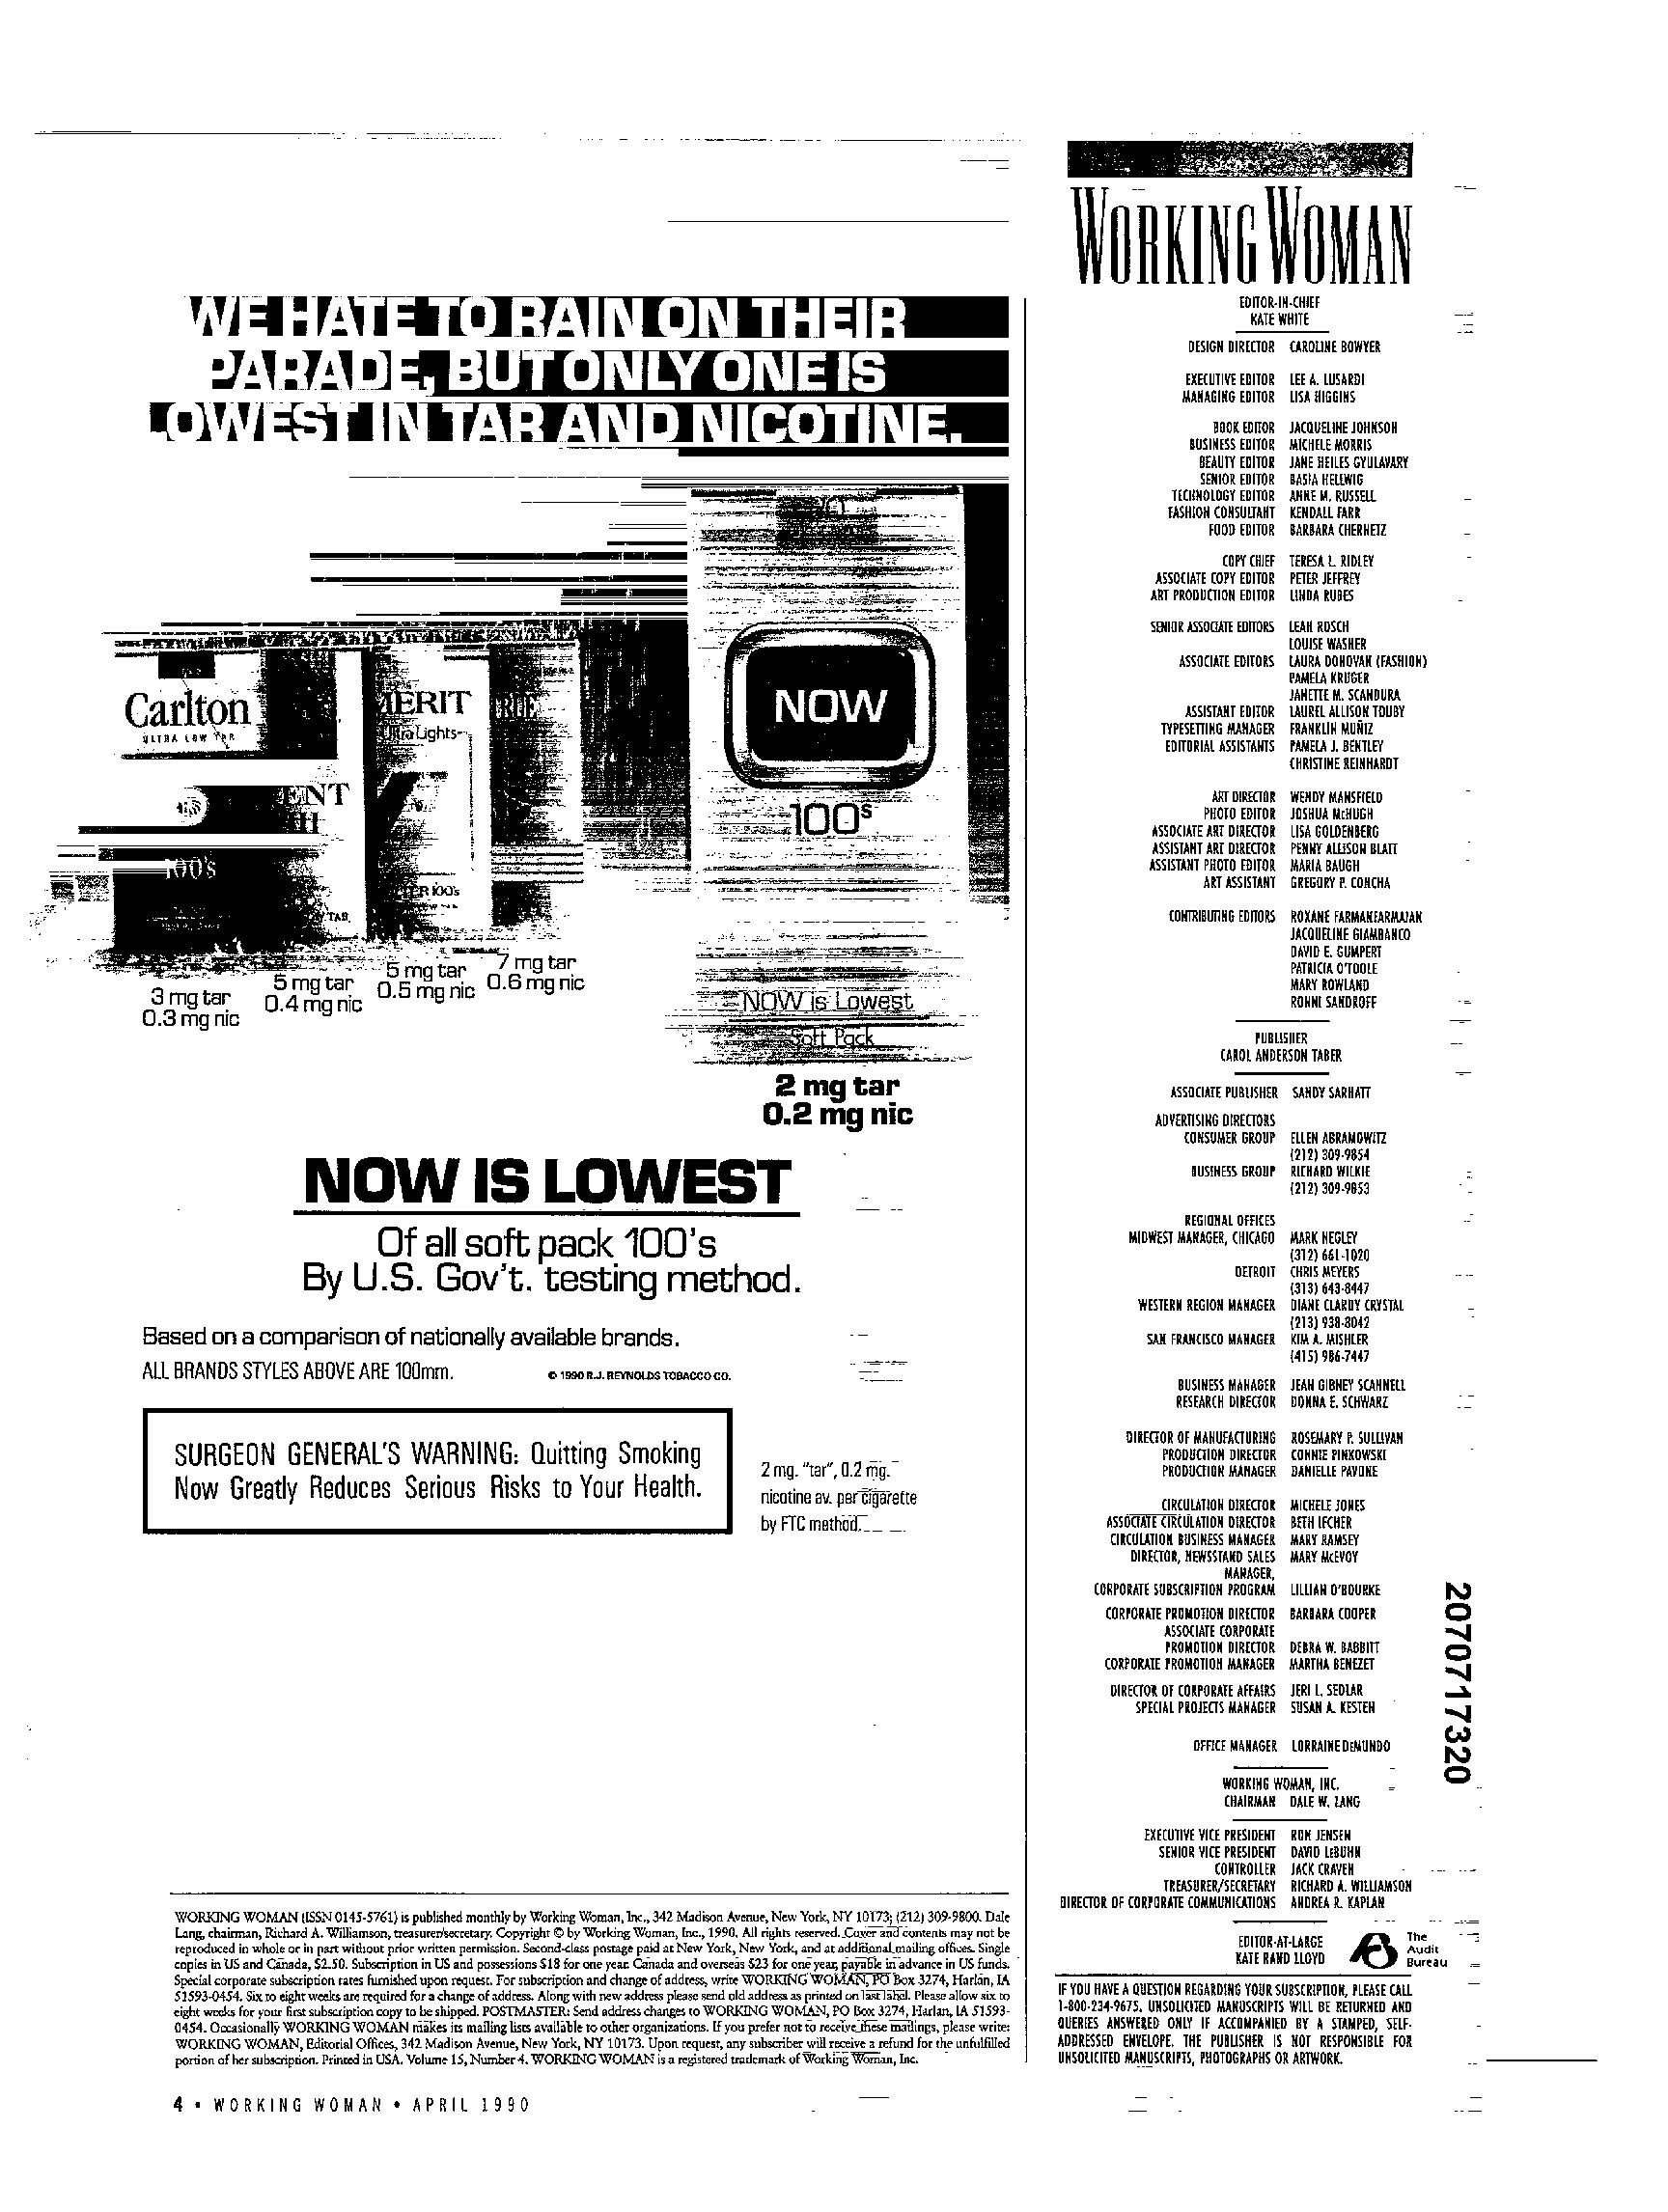 WE HATE TO RAIN ON THEIR
PARADE, BUT ONLY ONE IS
LOWEST IN TAR AND NICOTINE.
Carlton
ULTRA LOW TAR
100's
ENT
TAR
MERIT
Ultra Lights
NOW
100s
NOW is Lowest
Soft Pack
3 mg tar
0.3 mg nic
5 mg tar
0.4 mg nic
5 mg tar
0.5 mg nic
7 mg tar
0.6 mg nic
2 mg tar
0.2 mg nic
NOW IS LOWEST
Of all soft pack 100's
By U.S. Gov't. testing method.
Based on a comparison of nationally available brands.
ALL BRANDS STYLES ABOVE ARE 100mm.
© 1990 R.J. REYNOLDS TOBACCO CO.
SURGEON GENERAL'S WARNING: Quitting Smoking
Now Greatly Reduces Serious Risks to Your Health.
2 mg. "tar", 0.2 mg.
nicotine av. per cigarette
by FTC method.
WORKING WOMAN (ISSN 0145-5761) is published monthly by Working Woman, Inc., 342 Madison Avenue, New York, NY 10173; (212) 309-9800. Dale
Lang, chairman, Richard A. Williamson, treasurer/secretary. Copyright © by Working Woman, Inc., 1990. All rights reserved. Cover and contents may not be
reproduced in whole or in part without prior written permission. Second-class postage paid at New York, New York, and at additional mailing offices. Single
copies in US and Canada, $2.50. Subscription in US and possessions $18 for one year. Canada and overseas $23 for one year, payable in advance in US funds.
Special corporate subscription rates furnished upon request. For subscription and change of address, write WORKING WOMAN, PO Box 3274, Harlan, IA
51593-0454. Six to eight weeks are required for a change of address. Along with new address please send old address as printed on last label. Please allow six to
eight weeks for your first subscription copy to be shipped. POSTMASTER: Send address changes to WORKING WOMAN, PO Box 3274, Harlan, IA 51593-
0454. Occasionally WORKING WOMAN makes its mailing lists available to other organizations. If you prefer not to receive these mailings, please write:
WORKING WOMAN, Editorial Offices, 342 Madison Avenue, New York, NY 10173. Upon request, any subscriber will receive a refund for the unfulfilled
portion of her subscription. Printed in USA. Volume 15, Number 4. WORKING WOMAN is a registered trademark of Working Woman, Inc.
4 • WORKING WOMAN • APRIL 1990
WORKING WOMAN
EDITOR-IN-CHIEF
KATE WHITE
DESIGN DIRECTOR CAROLINE BOWYER
EXECUTIVE EDITOR LEE A. LUSARDI
MANAGING EDITOR LISA HIGGINS
BOOK EDITOR JACQUELINE JOHNSON
BUSINESS EDITOR MICHELE MORRIS
BEAUTY EDITOR JANE HEILES GYULAVARY
SENIOR EDITOR BASIA HELLWIG
TECHNOLOGY EDITOR ANNE M. RUSSELL
FASHION CONSULTANT KENDALL FARR
FOOD EDITOR BARBARA CHERNETZ
COPY CHIEF TERESA L. RIDLEY
ASSOCIATE COPY EDITOR PETER JEFFREY
ART PRODUCTION EDITOR LINDA RUBES
SENIOR ASSOCIATE EDITORS LEAH ROSCH
LOUISE WASHER
ASSOCIATE EDITORS LAURA DONOVAN (FASHION)
PAMELA KRUGER
JANETTE M. SCANDURA
ASSISTANT EDITOR LAUREL ALLISON TOUBY
TYPESETTING MANAGER FRANKLIN MUÑIZ
EDITORIAL ASSISTANTS PAMELA J. BENTLEY
CHRISTINE REINHARDT
ART DIRECTOR WENDY MANSFIELD
PHOTO EDITOR JOSHUA McHUGH
ASSOCIATE ART DIRECTOR LISA GOLDENBERG
ASSISTANT ART DIRECTOR PENNY ALLISON BLATT
ASSISTANT PHOTO EDITOR MARIA BAUGH
ART ASSISTANT GREGORY P. CONCHA
CONTRIBUTING EDITORS ROXANE FARMANFARMAIAN
JACQUELINE GIAMBANCO
DAVID E. GUMPERT
PATRICIA O'TOOLE
MARY ROWLAND
RONNI SANDROFF
PUBLISHER
CAROL ANDERSON TABER
ASSOCIATE PUBLISHER SANDY SARHATT
ADVERTISING DIRECTORS
CONSUMER GROUP ELLEN ABRAMOWITZ
(212) 309-9854
BUSINESS GROUP RICHARD WILKIE
(212) 309-9853
REGIONAL OFFICES
MIDWEST MANAGER, CHICAGO MARK HEGLEY
(312) 661-1020
DETROIT CHRIS MEYERS
(313) 643-8447
WESTERN REGION MANAGER DIANE CLARDY CRYSTAL
(213) 938-8042
SAN FRANCISCO MANAGER KIM A. MISHLER
(415) 986-7447
BUSINESS MANAGER JEAN GIBNEY SCANNELL
RESEARCH DIRECTOR DONNA E. SCHWARZ
DIRECTOR OF MANUFACTURING ROSEMARY P. SULLIVAN
PRODUCTION DIRECTOR CONNIE PINKOWSKI
PRODUCTION MANAGER DANIELLE PAVONE
CIRCULATION DIRECTOR MICHELE JONES
ASSOCIATE CIRCULATION DIRECTOR BETH IFCHER
CIRCULATION BUSINESS MANAGER MARY RAMSEY
DIRECTOR, NEWSSTAND SALES MARY McEVOY
MANAGER,
CORPORATE SUBSCRIPTION PROGRAM LILLIAN O'ROURKE
CORPORATE PROMOTION DIRECTOR BARBARA COOPER
ASSOCIATE CORPORATE
PROMOTION DIRECTOR DEBRA W. BABBITT
CORPORATE PROMOTION MANAGER MARTHA BENEZET
DIRECTOR OF CORPORATE AFFAIRS JERI L. SEDLAR
SPECIAL PROJECTS MANAGER SUSAN A. KESTEN
OFFICE MANAGER LORRAINE DeMUNDO
WORKING WOMAN, INC.
CHAIRMAN DALE W. LANG
EXECUTIVE VICE PRESIDENT RON JENSEN
SENIOR VICE PRESIDENT DAVID LeBUHN
CONTROLLER JACK CRAVEN
TREASURER/SECRETARY RICHARD A. WILLIAMSON
DIRECTOR OF CORPORATE COMMUNICATIONS ANDREA R. KAPLAN
EDITOR-AT-LARGE
KATE RAND LLOYD
The
Audit
Bureau
IF YOU HAVE A QUESTION REGARDING YOUR SUBSCRIPTION, PLEASE CALL
1-800-234-9675. UNSOLICITED MANUSCRIPTS WILL BE RETURNED AND
QUERIES ANSWERED ONLY IF ACCOMPANIED BY A STAMPED, SELF-
ADDRESSED ENVELOPE. THE PUBLISHER IS NOT RESPONSIBLE FOR
UNSOLICITED MANUSCRIPTS, PHOTOGRAPHS OR ARTWORK.
2070717320